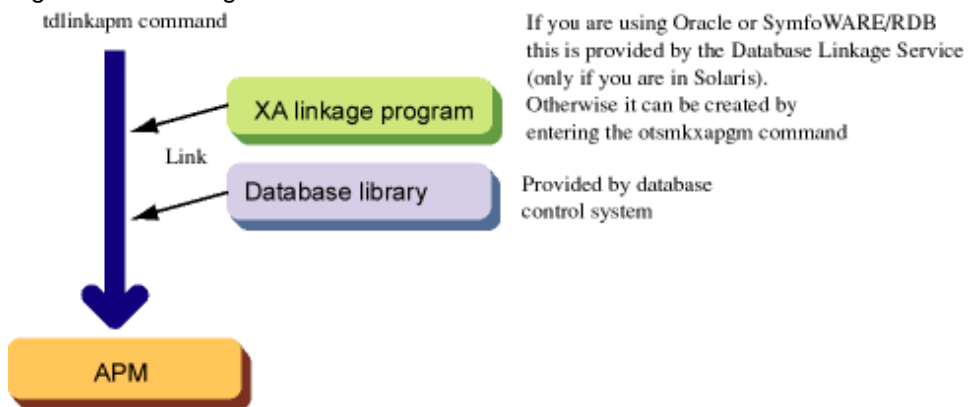 tdlinkapm command
If you are using Oracle or SymfoWARE/RDB
this is provided by the Database Linkage Service
(only if you are in Solaris).
Otherwise it can be created by
entering the otsmkxapgm command
XA linkage program
Link
Database library
Provided by database
control system
APM